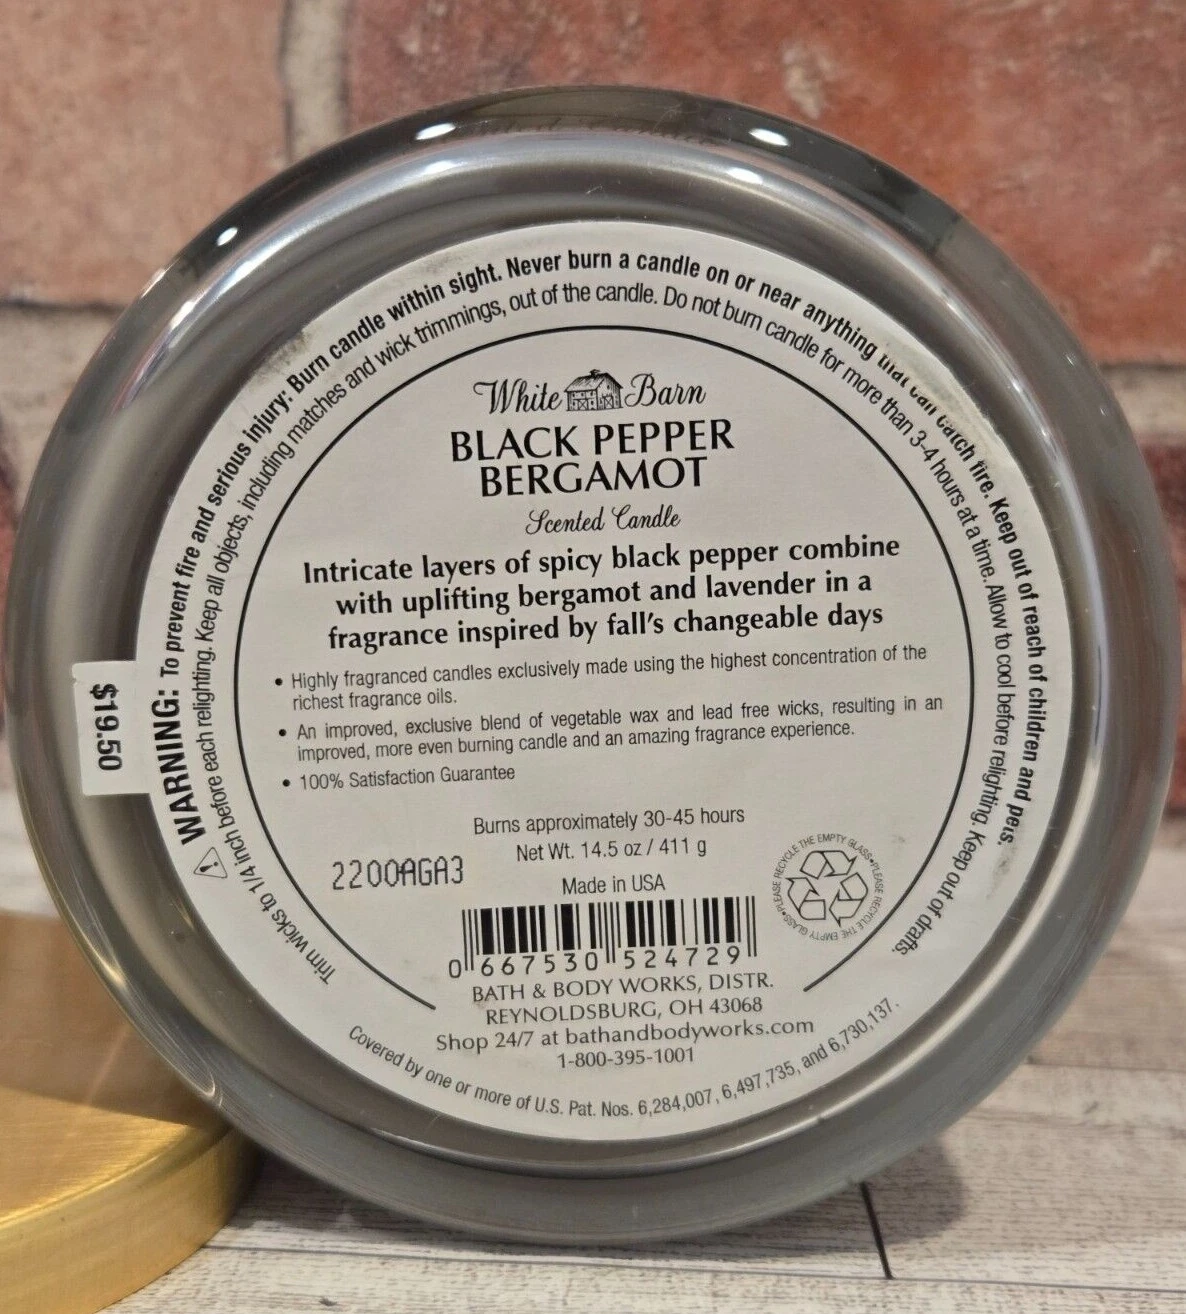 WARNING: To prevent fire and serious injury: Burn candle within sight. Never burn a candle on or near anything that can catch fire. Keep out of reach of children and pets.
Trim wicks to 1/4 inch before each relighting. Keep all objects, including matches and wick trimmings, out of the candle. Do not burn candle for more than 3-4 hours at a time. Allow to cool before relighting. Keep out of drafts.
White Barn
BLACK PEPPER
BERGAMOT
Scented Candle
Intricate layers of spicy black pepper combine
with uplifting bergamot and lavender in a
fragrance inspired by fall's changeable days
• Highly fragranced candles exclusively made using the highest concentration of the
richest fragrance oils.
• An improved, exclusive blend of vegetable wax and lead free wicks, resulting in an
improved, more even burning candle and an amazing fragrance experience.
• 100% Satisfaction Guarantee
$19.50
Burns approximately 30-45 hours
Net Wt. 14.5 oz / 411 g
Made in USA
2200AGA3
PLEASE RECYCLE THE EMPTY GLASS • PLEASE RECYCLE THE EMPTY GLASS •
0 667530 524729
BATH & BODY WORKS, DISTR.
REYNOLDSBURG, OH 43068
Shop 24/7 at bathandbodyworks.com
1-800-395-1001
Covered by one or more of U.S. Pat. Nos. 6,284,007, 6,497,735, and 6,730,137.